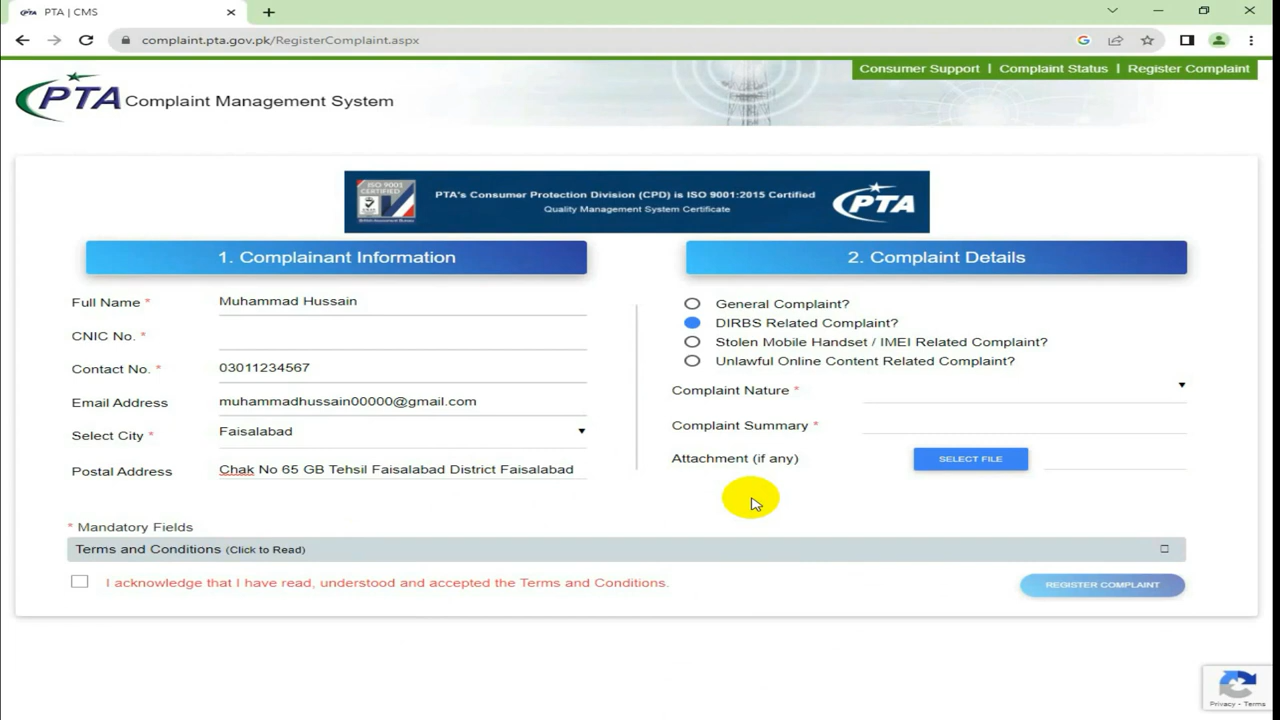 PTA | CMS
complaint.pta.gov.pk/RegisterComplaint.aspx
Consumer Support | Complaint Status | Register Complaint
PTA Complaint Management System
ISO 9001
CERTIFIED
PTA's Consumer Protection Division (CPD) is ISO 9001:2015 Certified
Quality Management System Certificate
PTA
1. Complainant Information
Full Name * Muhammad Hussain
CNIC No. *
Contact No. * 03011234567
Email Address muhammadhussain00000@gmail.com
Select City * Faisalabad
Postal Address Chak No 65 GB Tehsil Faisalabad District Faisalabad
2. Complaint Details
General Complaint?
DIRBS Related Complaint?
Stolen Mobile Handset / IMEI Related Complaint?
Unlawful Online Content Related Complaint?
Complaint Nature *
Complaint Summary *
Attachment (if any) SELECT FILE
* Mandatory Fields
Terms and Conditions (Click to Read)
I acknowledge that I have read, understood and accepted the Terms and Conditions.
REGISTER COMPLAINT
Privacy - Terms